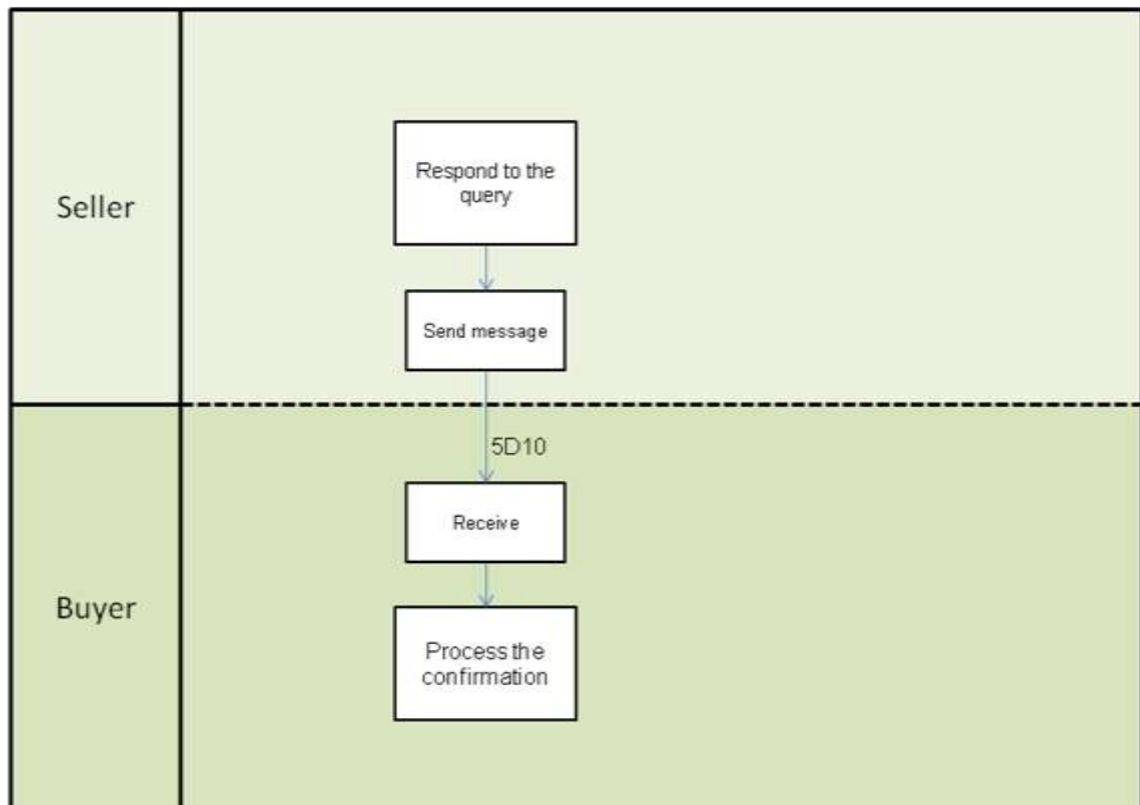 Seller
Respond to the
query
Send message
5D10
Receive
Buyer
Process the
confirmation